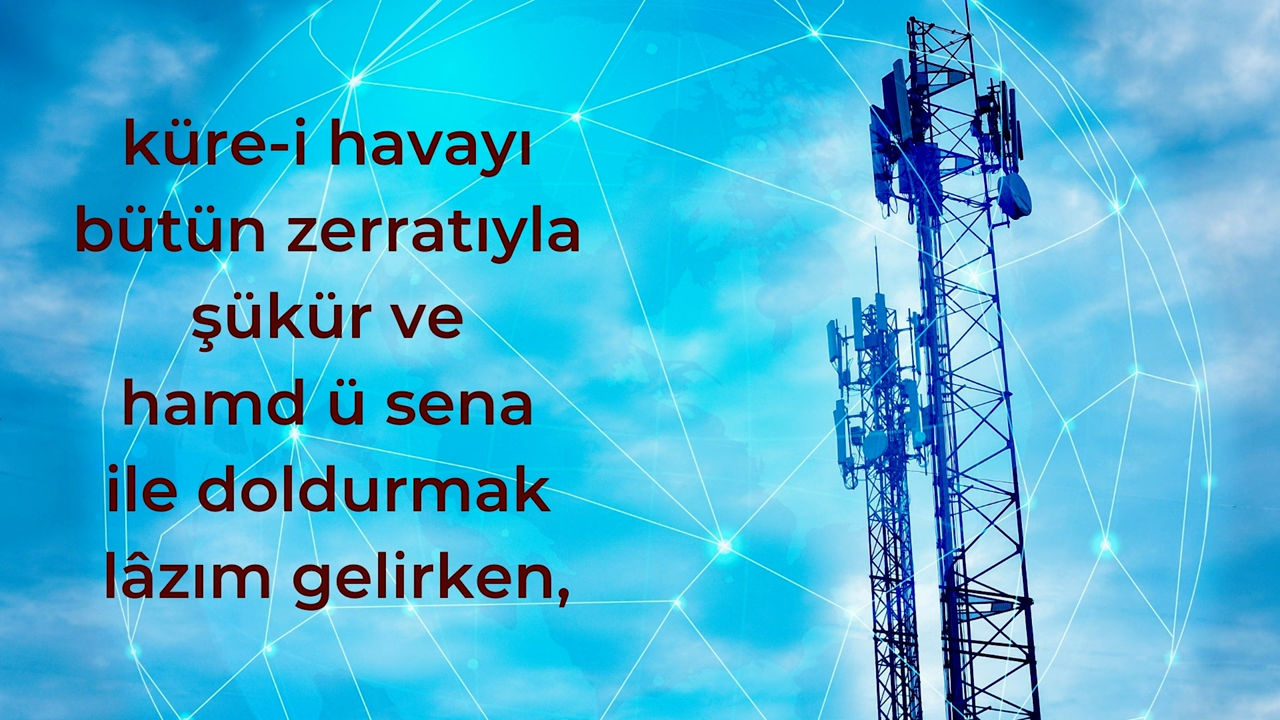 küre-i havayı
bütün zerratıyla
şükür ve
hamd ü sena
ile doldurmak
lâzım gelirken,